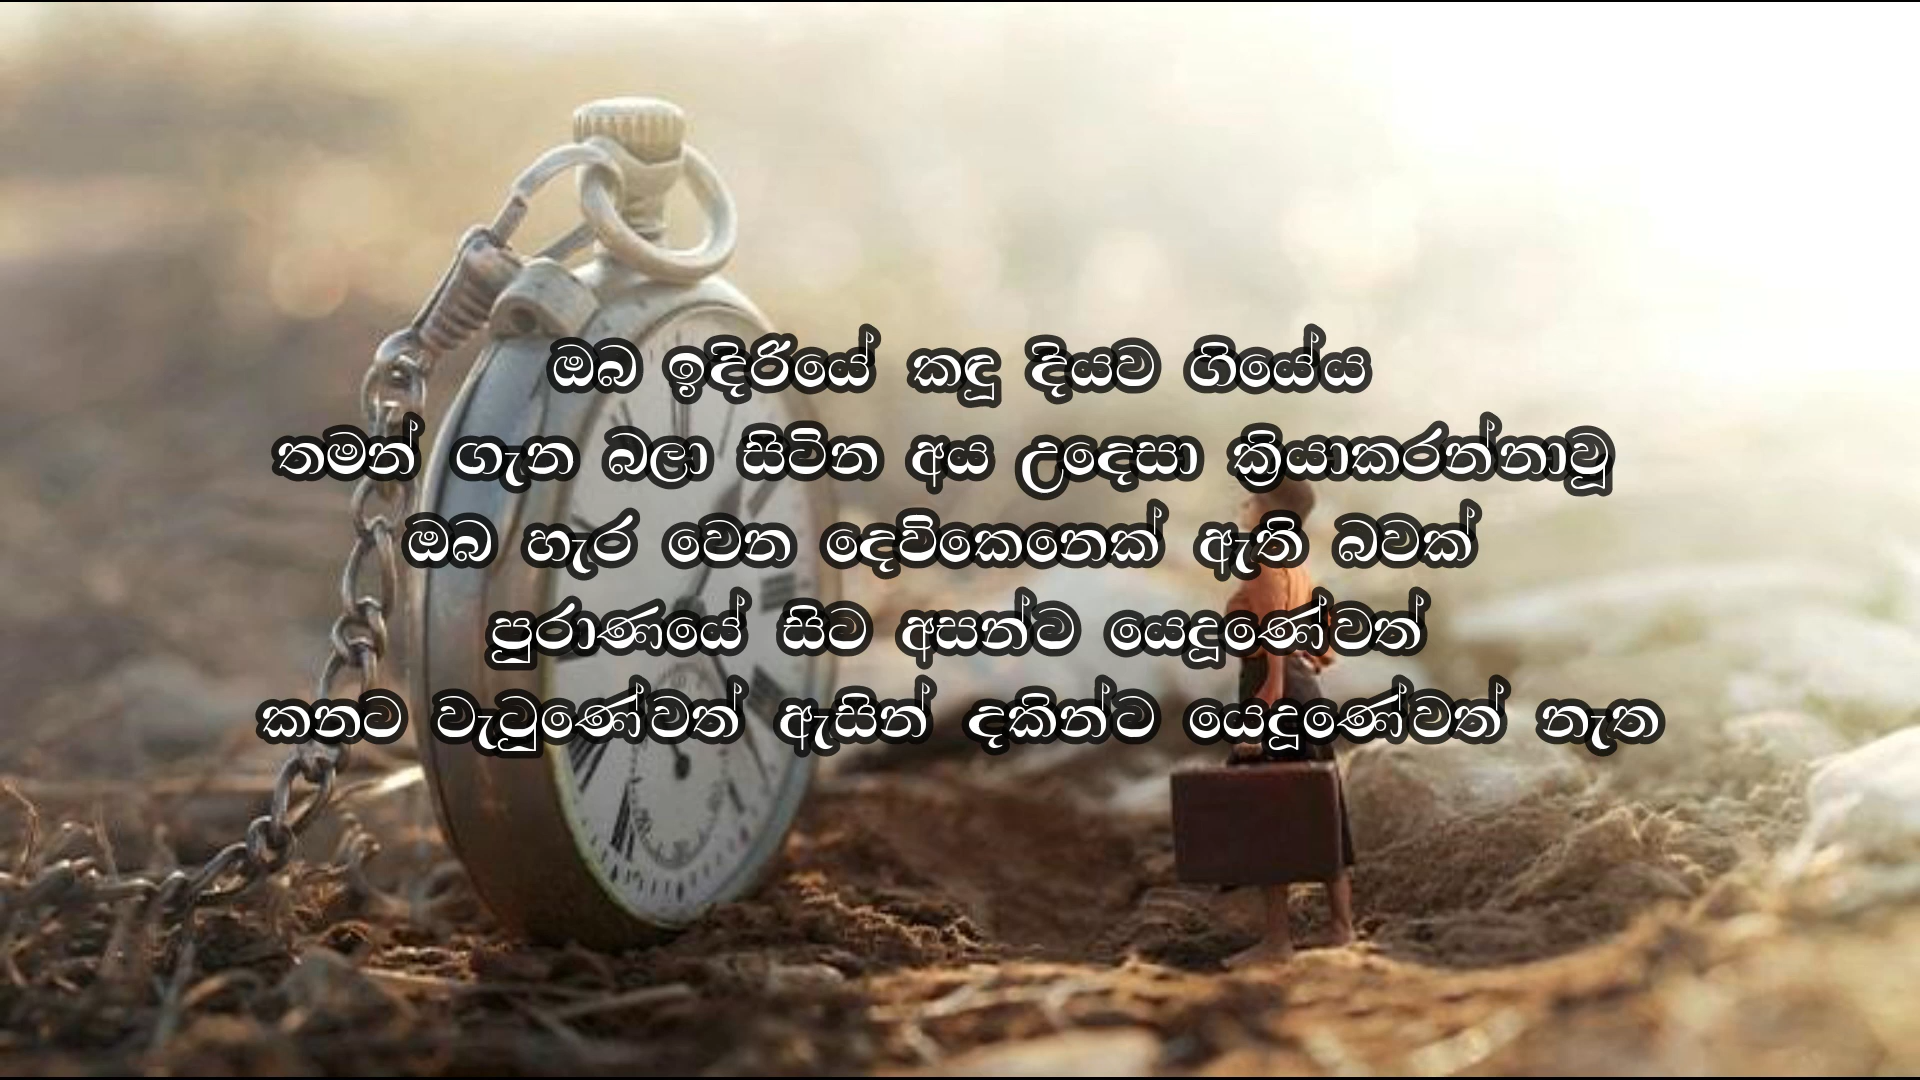 ඔබ ඉදිරියේ කඳු දියව ගියේය
තමන් ගැන බලා සිටින අය උදෙසා ක්‍රියාකරන්නාවූ
ඔබ හැර වෙන දෙවිකෙනෙක් ඇති බවක්
පුරාණයේ සිට අසන්ට යෙදූණේවත්
කනට වැටුණේවත් ඇසින් දකින්ට යෙදූණේවත් නැත